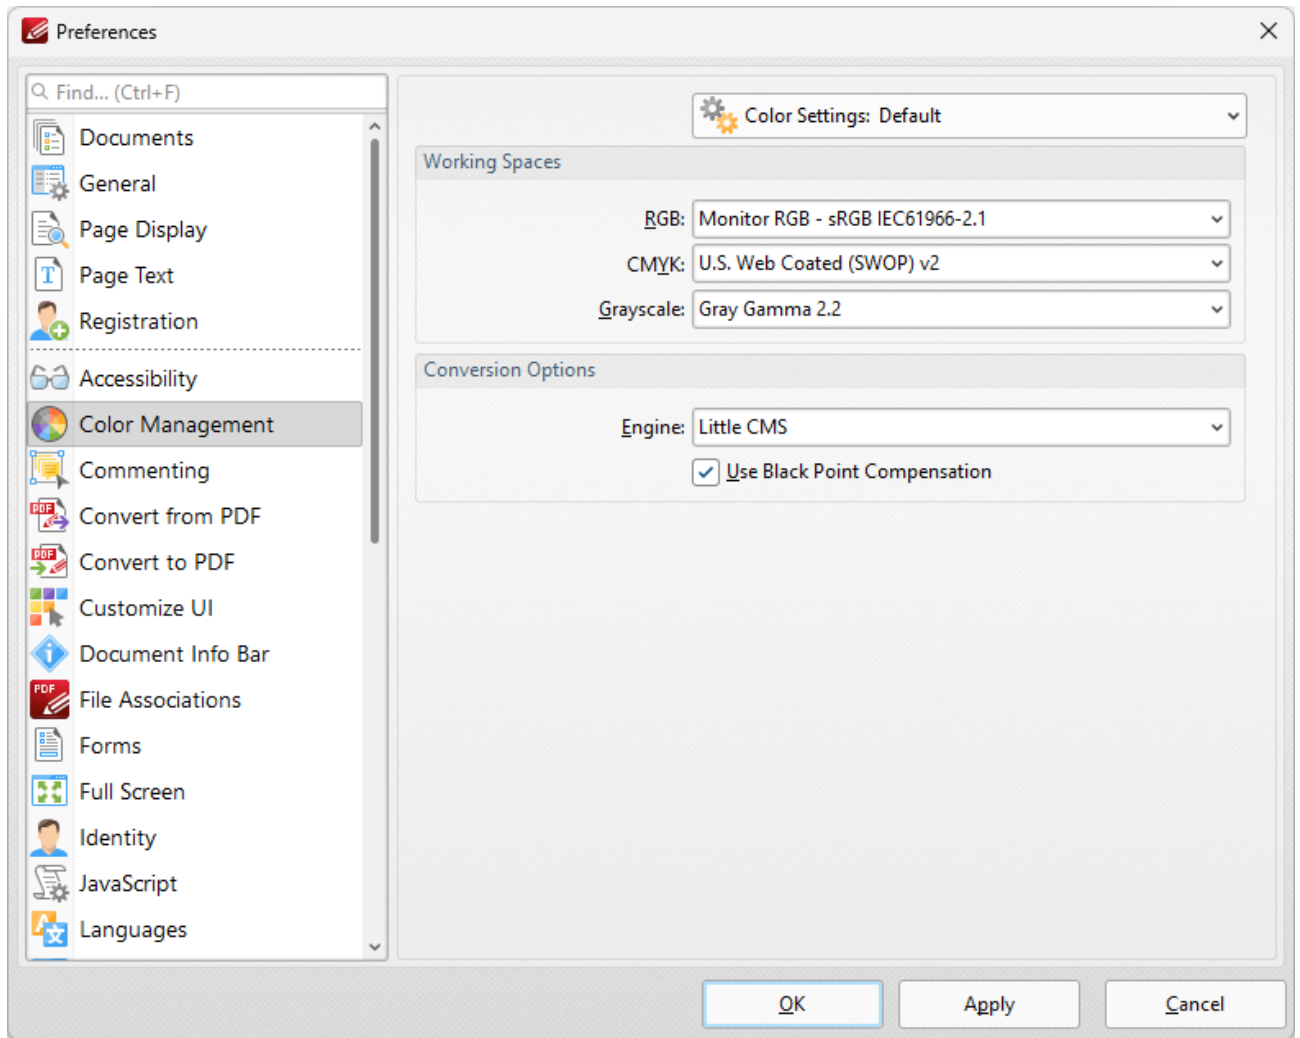 Preferences
Find... (Ctrl+F)
Documents
General
Page Display
Page Text
Registration
Accessibility
Color Management
Commenting
PDF
Convert from PDF
PDF
Convert to PDF
Customize UI
Document Info Bar
PDF
File Associations
Forms
Full Screen
Identity
JavaScript
Languages
Color Settings: Default
Working Spaces
RGB: Monitor RGB - sRGB IEC61966-2.1
CMYK: U.S. Web Coated (SWOP) v2
Grayscale: Gray Gamma 2.2
Conversion Options
Engine: Little CMS
Use Black Point Compensation
OK
Apply
Cancel